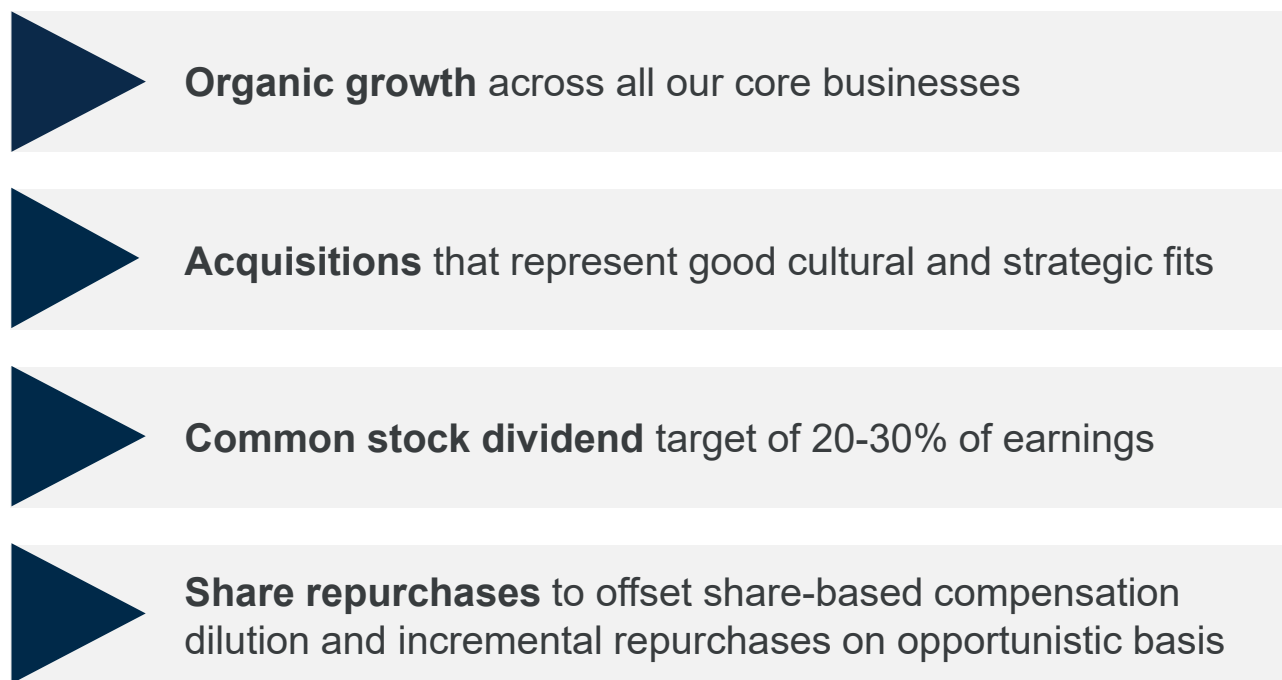 Organic growth across all our core businesses
Acquisitions that represent good cultural and strategic fits
Common stock dividend target of 20-30% of earnings
Share repurchases to offset share-based compensation
dilution and incremental repurchases on opportunistic basis